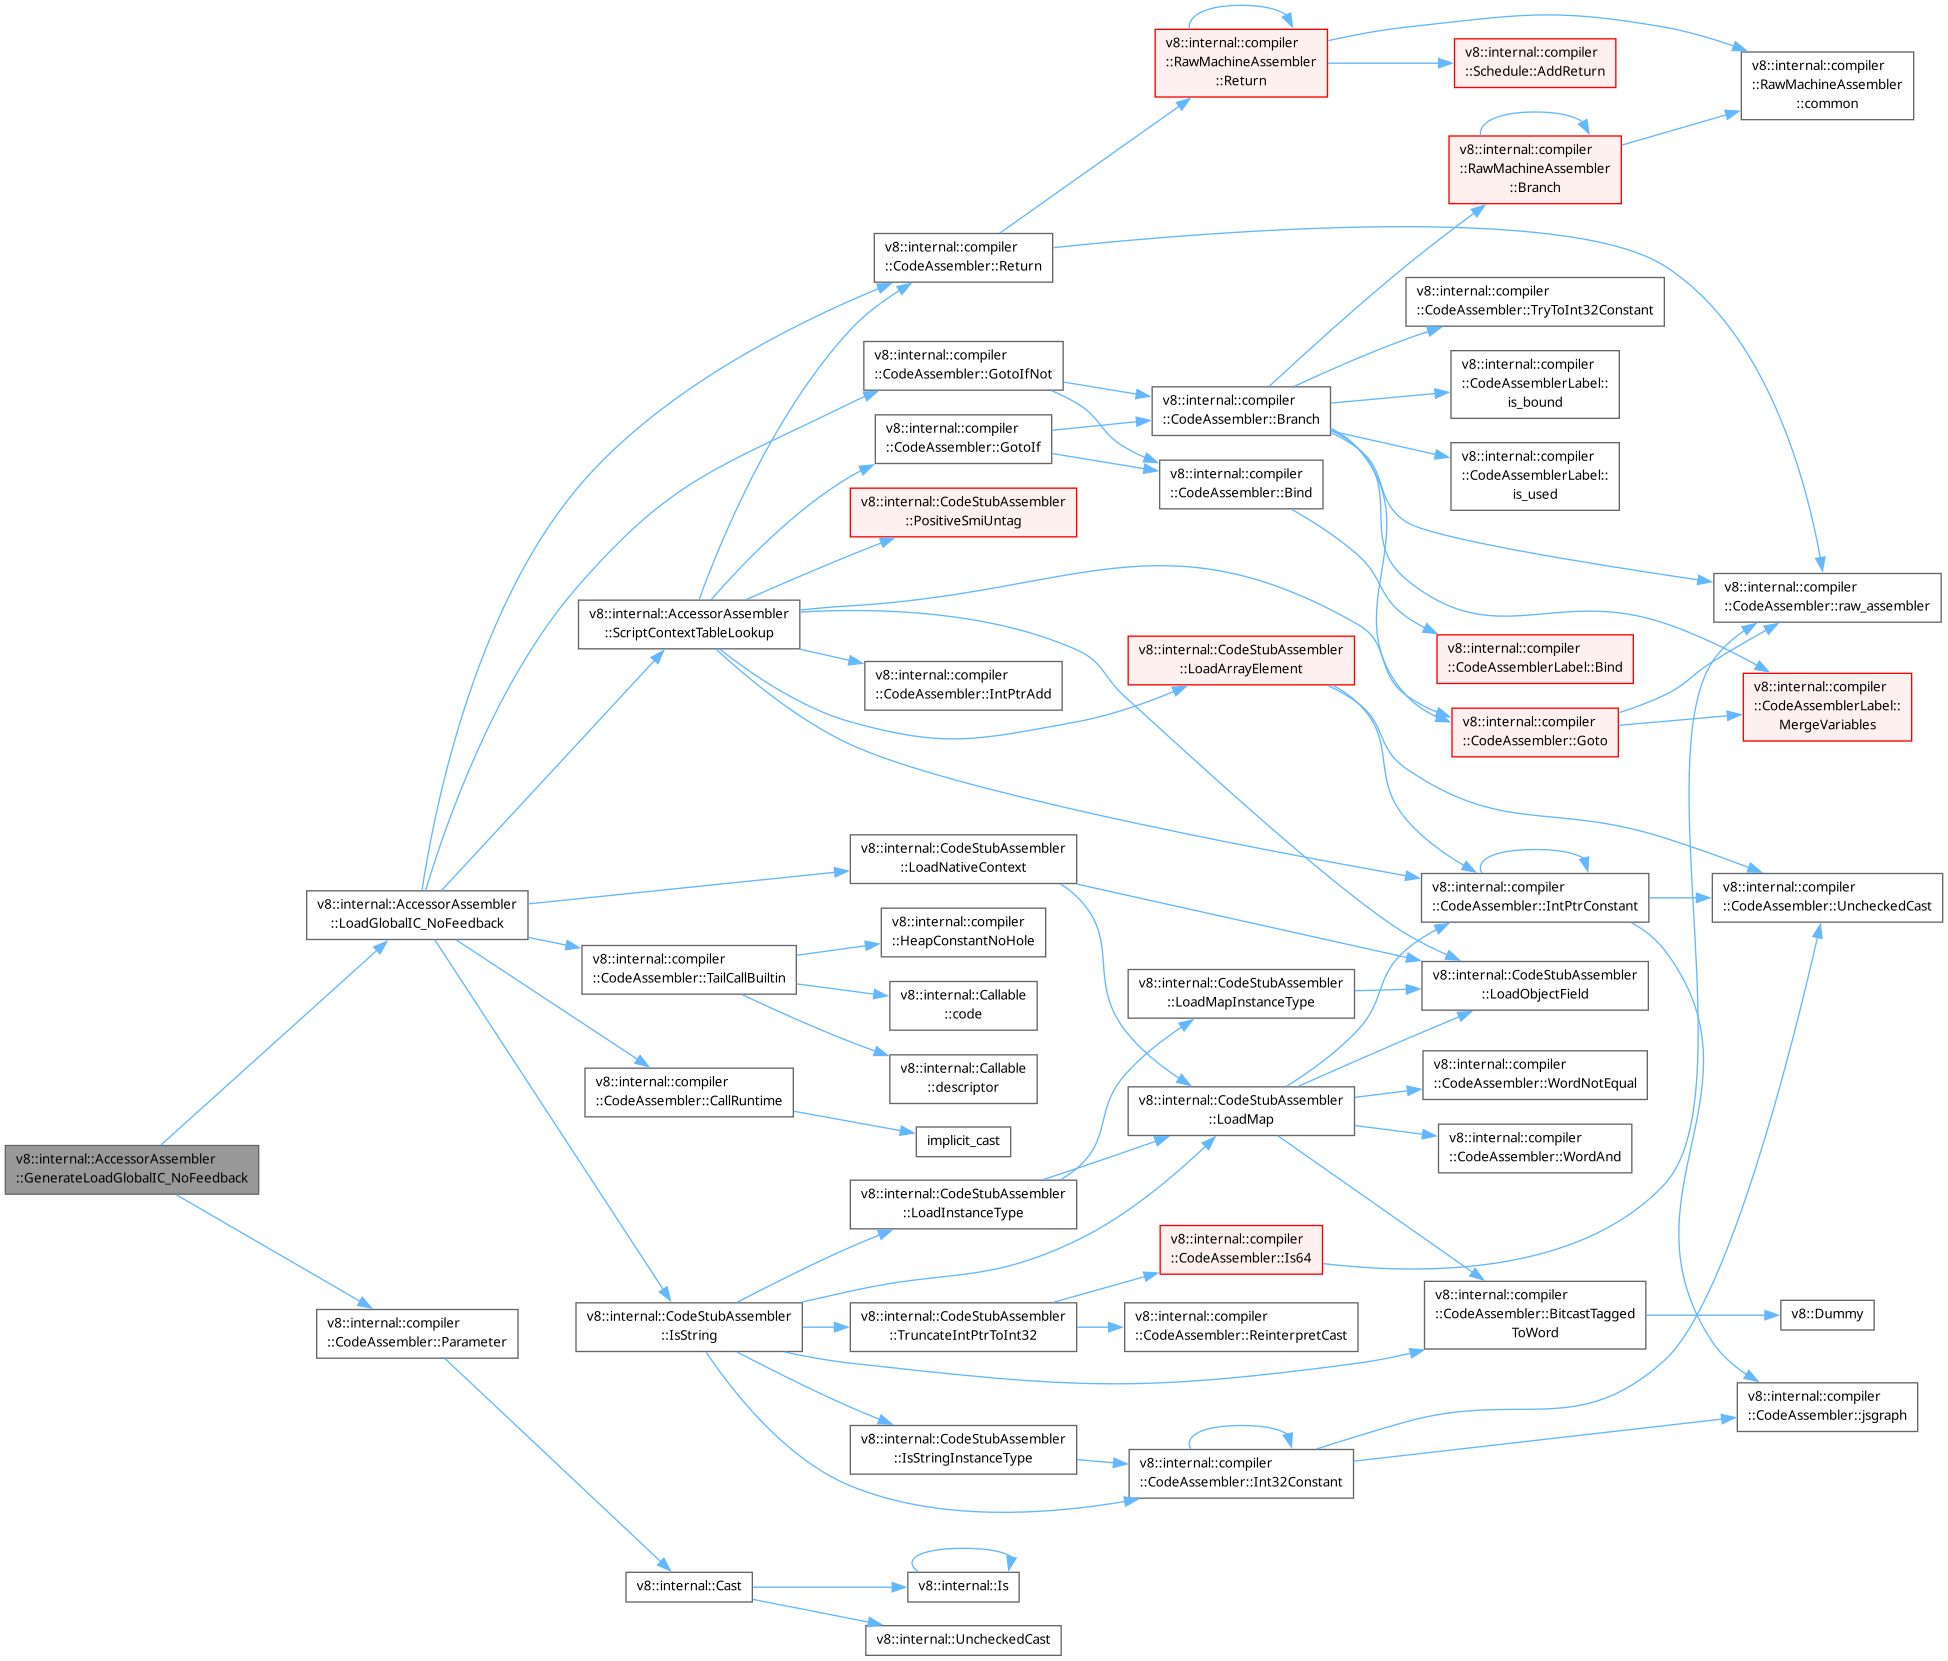 v8::internal::compiler
::RawMachineAssembler
::Return
v8::internal::compiler
::Schedule::AddReturn
v8::internal::compiler
::RawMachineAssembler
::common
v8::internal::compiler
::RawMachineAssembler
::Branch
v8::internal::compiler
::CodeAssembler::Return
v8::internal::compiler
::CodeAssembler::TryToInt32Constant
v8::internal::compiler
::CodeAssembler::GotoIfNot
v8::internal::compiler
::CodeAssemblerLabel::
is_bound
v8::internal::compiler
::CodeAssembler::Branch
v8::internal::compiler
::CodeAssembler::GotoIf
v8::internal::compiler
::CodeAssemblerLabel::
is_used
v8::internal::compiler
::CodeAssembler::Bind
v8::internal::CodeStubAssembler
::PositiveSmiUntag
v8::internal::compiler
::CodeAssembler::raw_assembler
v8::internal::AccessorAssembler
::ScriptContextTableLookup
v8::internal::CodeStubAssembler
::LoadArrayElement
v8::internal::compiler
::CodeAssemblerLabel::Bind
v8::internal::compiler
::CodeAssembler::IntPtrAdd
v8::internal::compiler
::CodeAssemblerLabel::
MergeVariables
v8::internal::compiler
::CodeAssembler::Goto
v8::internal::CodeStubAssembler
::LoadNativeContext
v8::internal::compiler
::CodeAssembler::IntPtrConstant
v8::internal::compiler
::CodeAssembler::UncheckedCast
v8::internal::AccessorAssembler
::LoadGlobalIC_NoFeedback
v8::internal::compiler
::HeapConstantNoHole
v8::internal::compiler
::CodeAssembler::TailCallBuiltin
v8::internal::CodeStubAssembler
::LoadObjectField
v8::internal::CodeStubAssembler
::LoadMapInstanceType
v8::internal::Callable
::code
v8::internal::Callable
::descriptor
v8::internal::compiler
::CodeAssembler::WordNotEqual
v8::internal::compiler
::CodeAssembler::CallRuntime
v8::internal::CodeStubAssembler
::LoadMap
implicit_cast
v8::internal::compiler
::CodeAssembler::WordAnd
v8::internal::AccessorAssembler
::GenerateLoadGlobalIC_NoFeedback
v8::internal::CodeStubAssembler
::LoadInstanceType
v8::internal::compiler
::CodeAssembler::Is64
v8::internal::compiler
::CodeAssembler::BitcastTagged
ToWord
v8::Dummy
v8::internal::compiler
::CodeAssembler::Parameter
v8::internal::CodeStubAssembler
::IsString
v8::internal::CodeStubAssembler
::TruncateIntPtrToInt32
v8::internal::compiler
::CodeAssembler::ReinterpretCast
v8::internal::compiler
::CodeAssembler::jsgraph
v8::internal::CodeStubAssembler
::IsStringInstanceType
v8::internal::compiler
::CodeAssembler::Int32Constant
v8::internal::Cast
v8::internal::Is
v8::internal::UncheckedCast